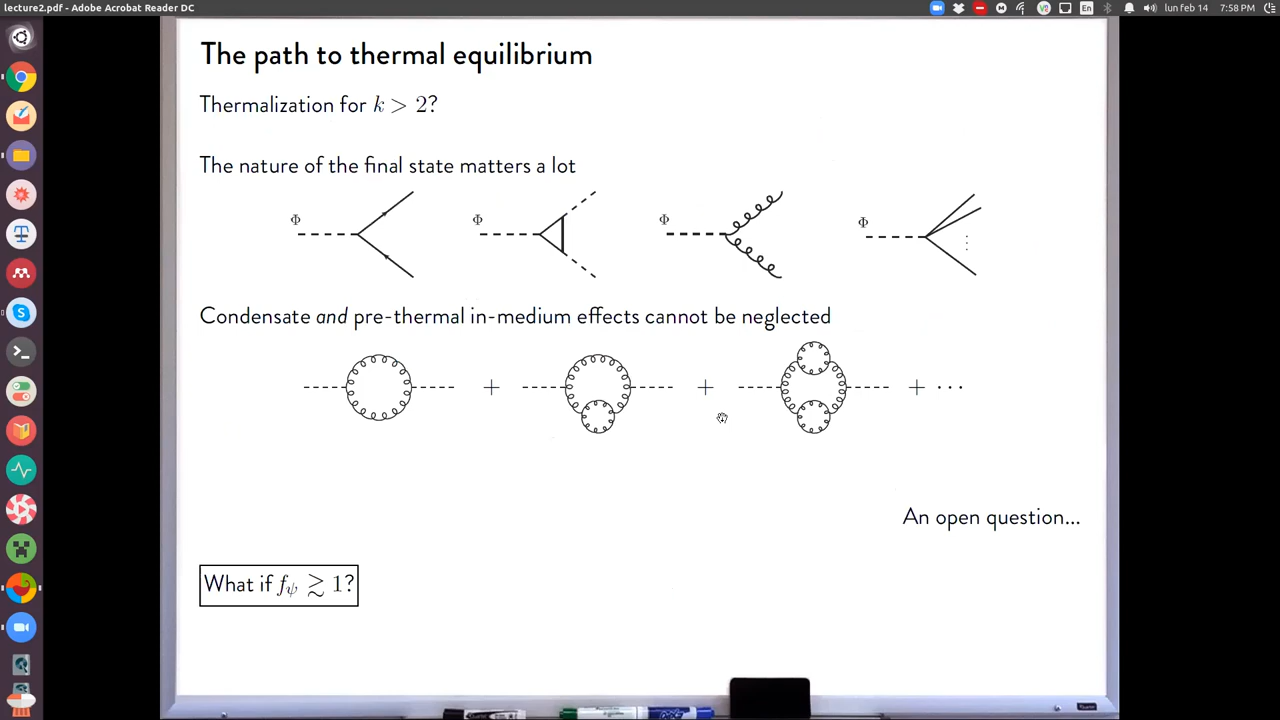 lecture2.pdf - Adobe Acrobat Reader DC
En
lun feb 14
7:58 PM
The path to thermal equilibrium
Thermalization for k > 2?
The nature of the final state matters a lot
Φ Φ Φ Φ
Condensate and pre-thermal in-medium effects cannot be neglected
+ + + ···
An open question...
What if fψ ≳ 1?